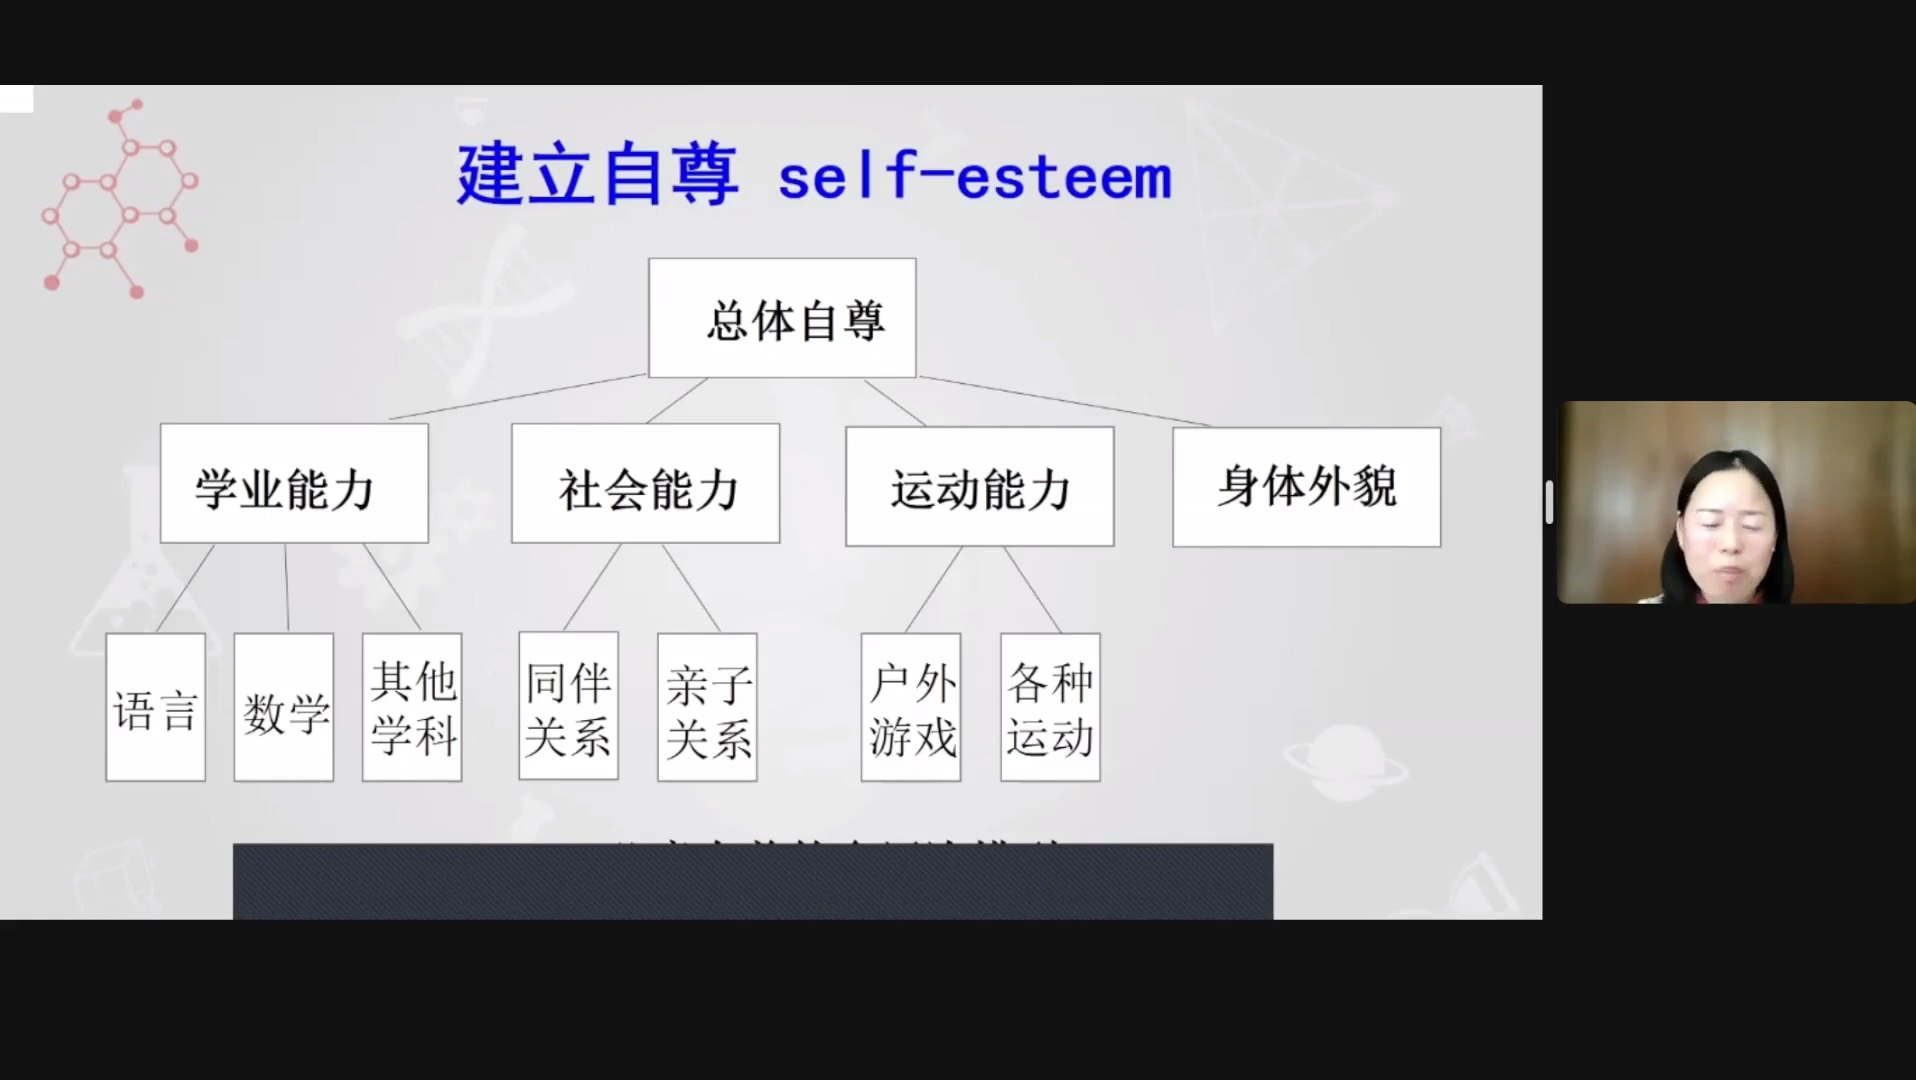 建立自尊 self-esteem
总体自尊
学业能力
社会能力
运动能力
身体外貌
语言
数学
其他
学科
同伴
关系
亲子
关系
户外
游戏
各种
运动